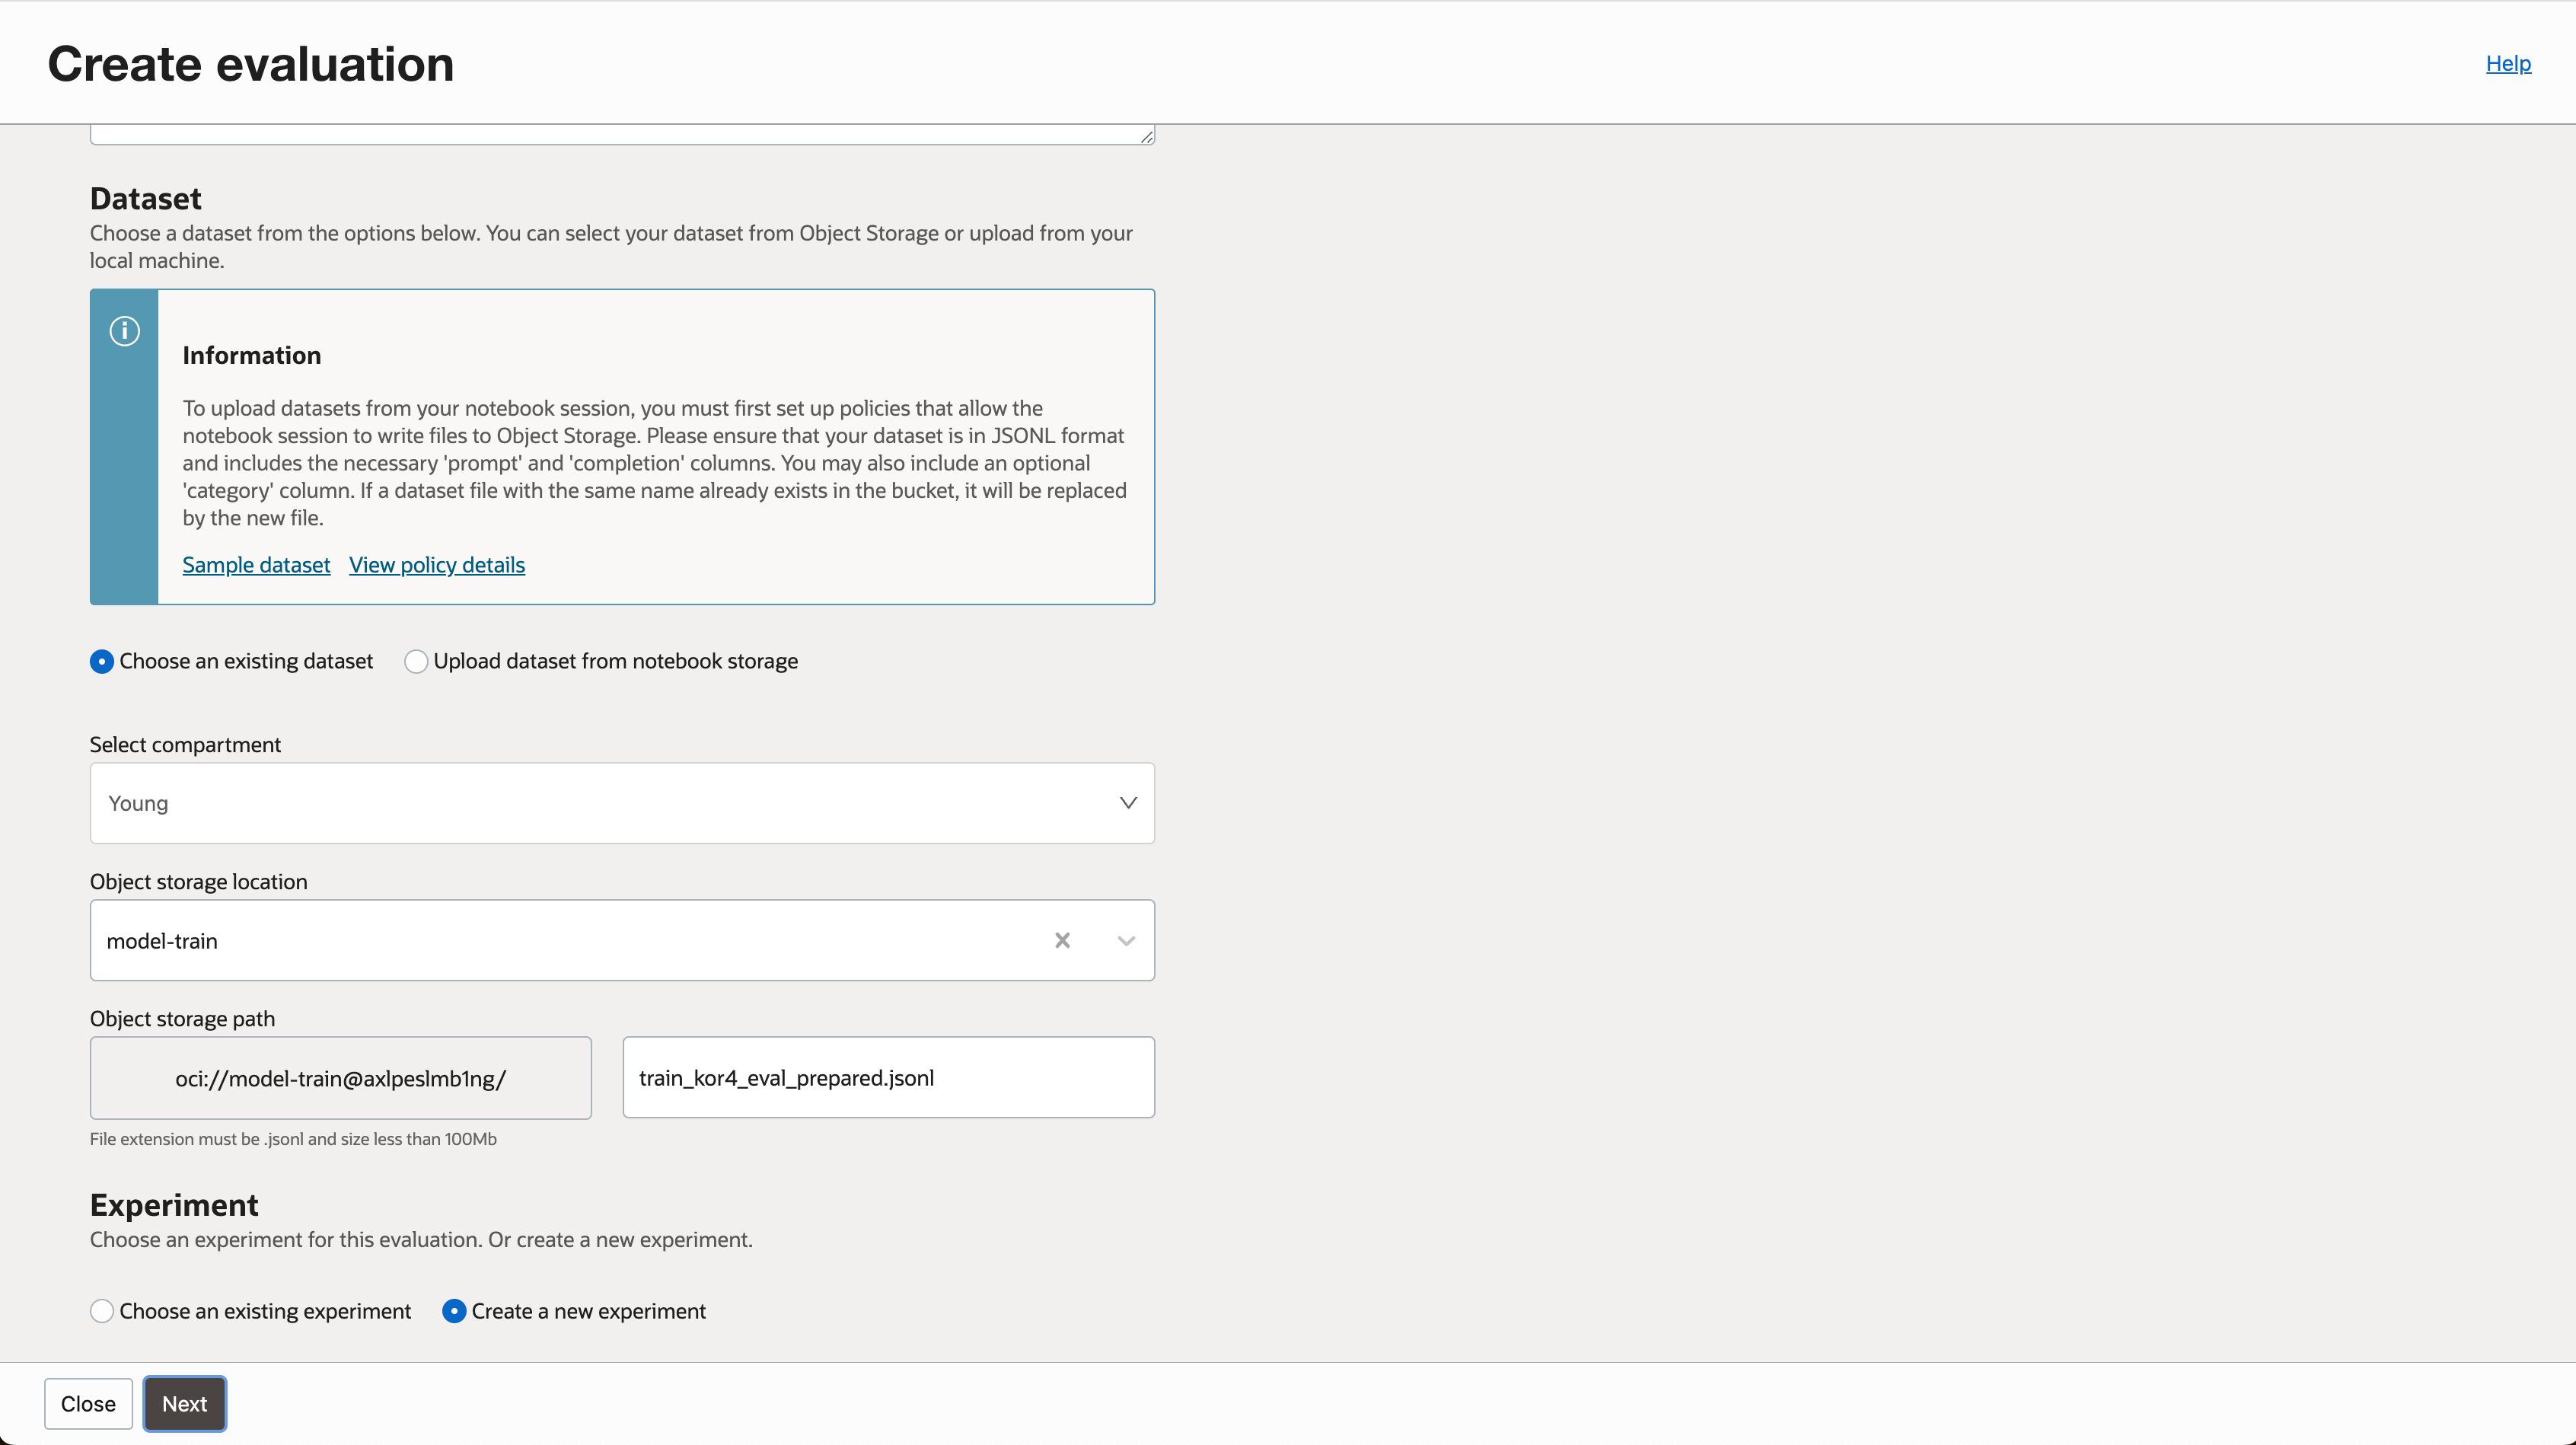 Create evaluation
Help
Dataset
Choose a dataset from the options below. You can select your dataset from Object Storage or upload from your
local machine.
Information
To upload datasets from your notebook session, you must first set up policies that allow the
notebook session to write files to Object Storage. Please ensure that your dataset is in JSONL format
and includes the necessary 'prompt' and 'completion' columns. You may also include an optional
'category' column. If a dataset file with the same name already exists in the bucket, it will be replaced
by the new file.
Sample dataset View policy details
Choose an existing dataset Upload dataset from notebook storage
Select compartment
Young
Object storage location
model-train
Object storage path
oci://model-train@axlpeslmb1ng/ train_kor4_eval_prepared.jsonl
File extension must be .jsonl and size less than 100Mb
Experiment
Choose an experiment for this evaluation. Or create a new experiment.
Choose an existing experiment Create a new experiment
Close Next